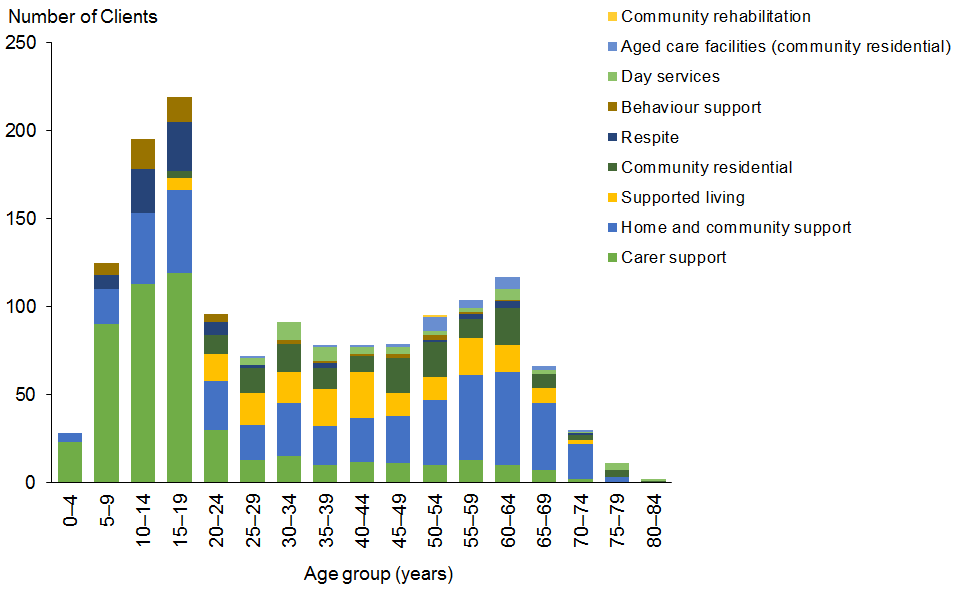 Number of Clients
250
200
150
100
50
0
0–4
5–9
10–14
15–19
20–24
25–29
30–34
35–39
40–44
45–49
50–54
55–59
60–64
65–69
70–74
75–79
80–84
Age group (years)
Community rehabilitation
Aged care facilities (community residential)
Day services
Behaviour support
Respite
Community residential
Supported living
Home and community support
Carer support